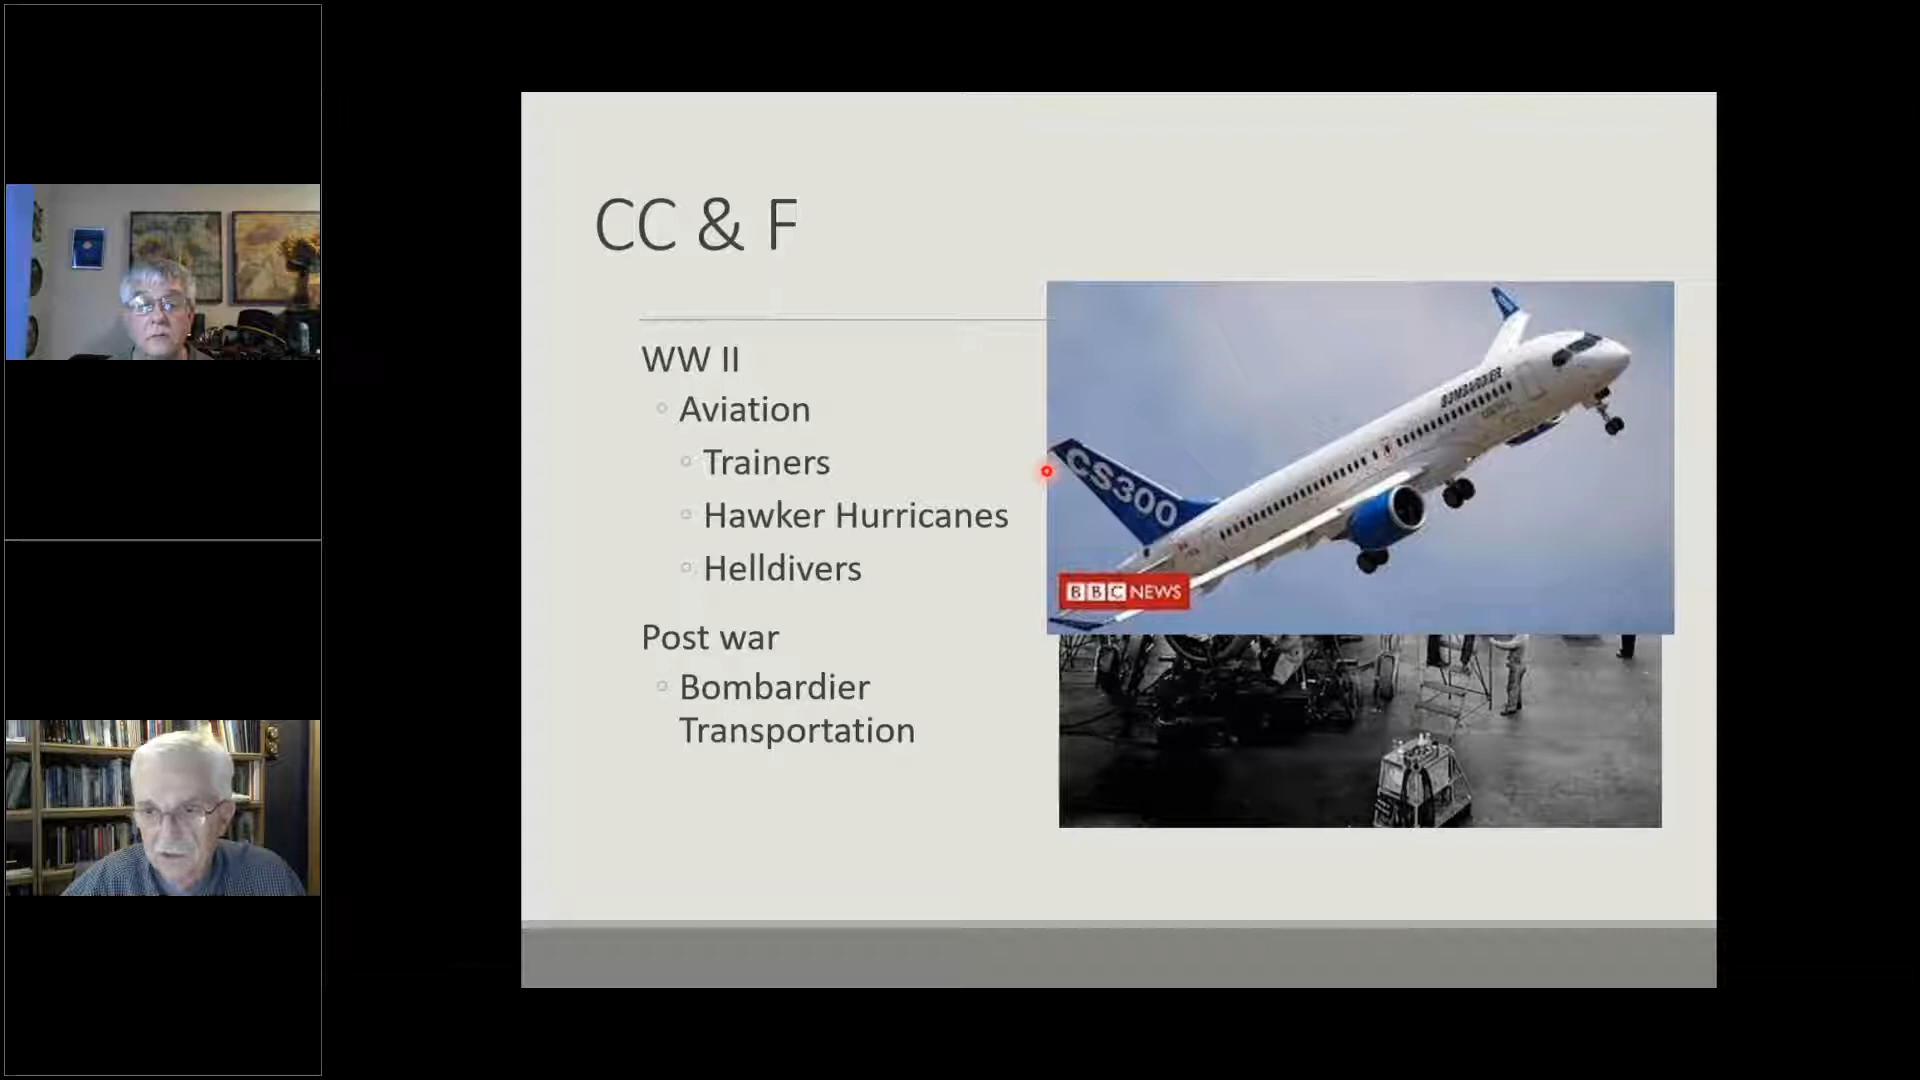 CC & F
WW II
Aviation
Trainers
Hawker Hurricanes
Helldivers
Post war
Bombardier
Transportation
BOMBARDIER
CS300
BBC NEWS